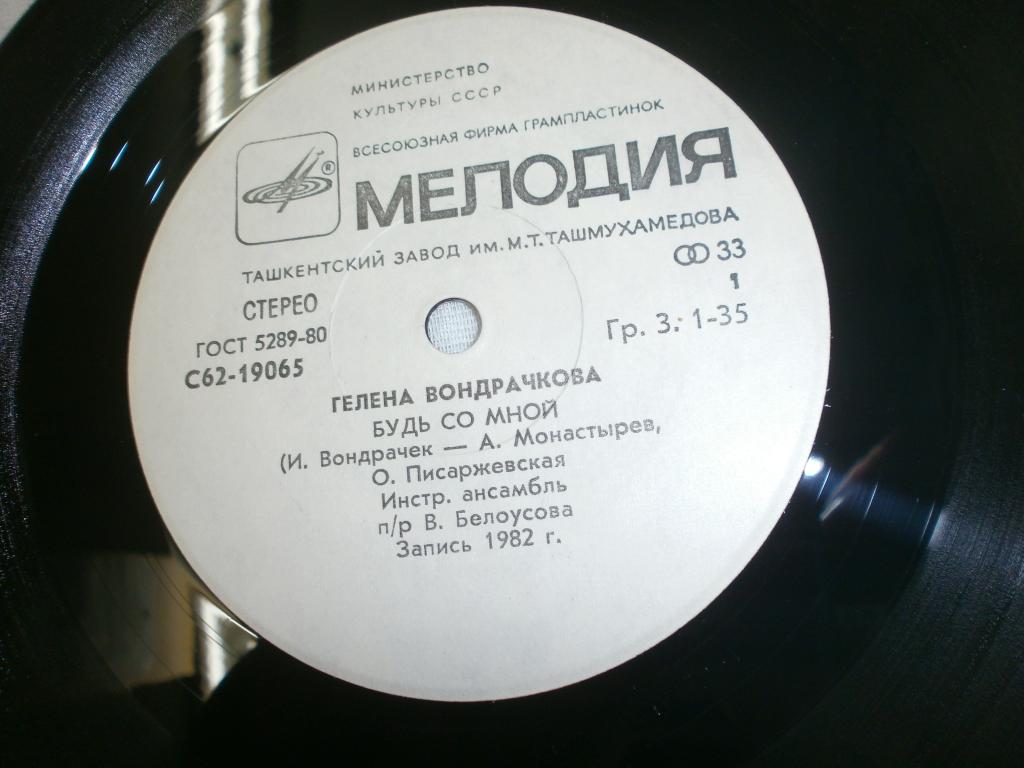 МИНИСТЕРСТВО
КУЛЬТУРЫ СССР
ВСЕСОЮЗНАЯ ФИРМА ГРАМПЛАСТИНОК
®
МЕЛОДИЯ
ТАШКЕНТСКИЙ ЗАВОД ИМ. М.Т. ТАШМУХАМЕДОВА
СТЕРЕО
33
ГОСТ 5289-80
1
С62-19065
Гр. 3. 1-35
ГЕЛЕНА ВОНДРАЧКОВА
БУДЬ СО МНОЙ
(И. Вондрачек — А. Монастырев,
О. Писаржевская
Инстр. ансамбль
п/р В. Белоусова
Запись 1982 г.